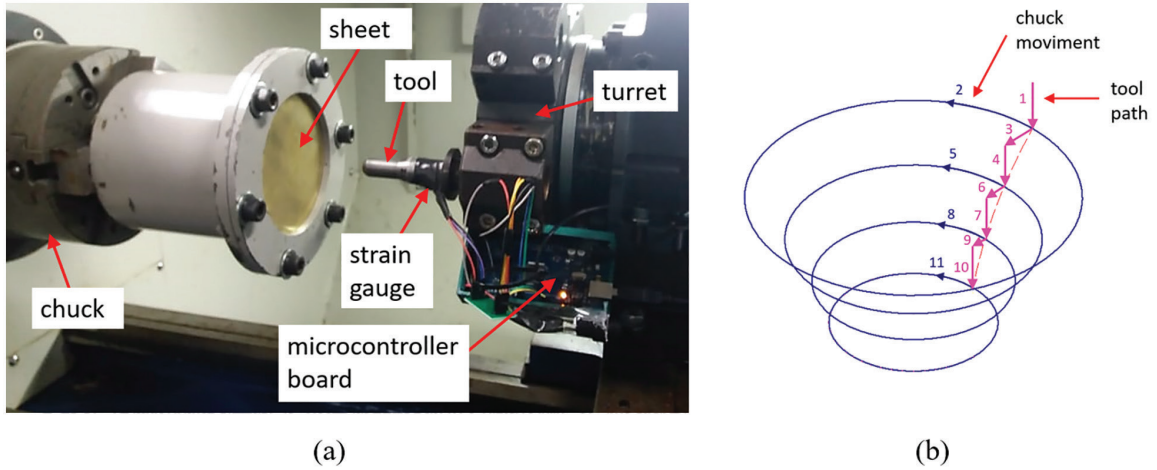 sheet
tool
turret
strain
gauge
chuck
microcontroller
board
(a)
chuck
moviment
tool
path
1
2
3
4
5
6
7
8
9
10
11
(b)